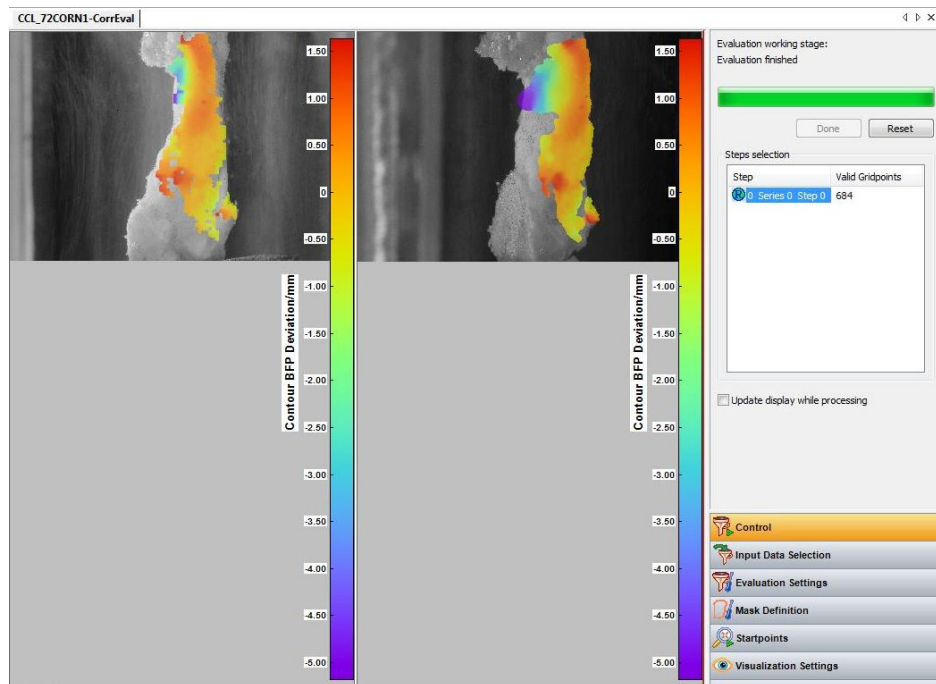 CCL_72CORN1-CorrEval
1.50
1.00
0.50
0
-0.50
-1.00
-1.50
-2.00
-2.50
-3.00
-3.50
-4.00
-4.50
-5.00
Contour BFP Deviation/mm
1.50
1.00
0.50
0
-0.50
-1.00
-1.50
-2.00
-2.50
-3.00
-3.50
-4.00
-4.50
-5.00
Contour BFP Deviation/mm
Evaluation working stage:
Evaluation finished
Done Reset
Steps selection
Step Valid Gridpoints
0 Series 0 Step 0 684
Update display while processing
Control
Input Data Selection
Evaluation Settings
Mask Definition
Startpoints
Visualization Settings